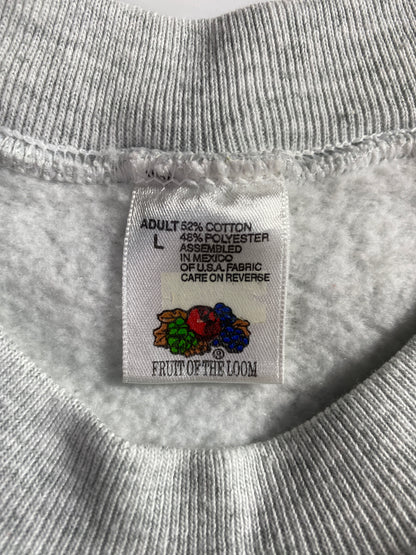 ADULT 52% COTTON
L 48% POLYESTER
ASSEMBLED
IN MEXICO
OF U.S.A. FABRIC
CARE ON REVERSE
®
FRUIT OF THE LOOM